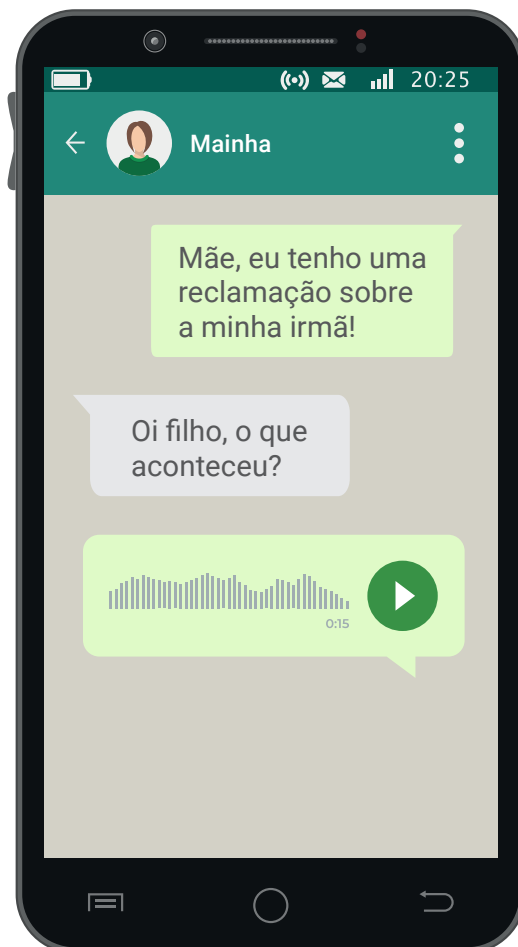 20:25
Mainha
Mãe, eu tenho uma
reclamação sobre
a minha irmã!
Oi filho, o que
aconteceu?
0:15